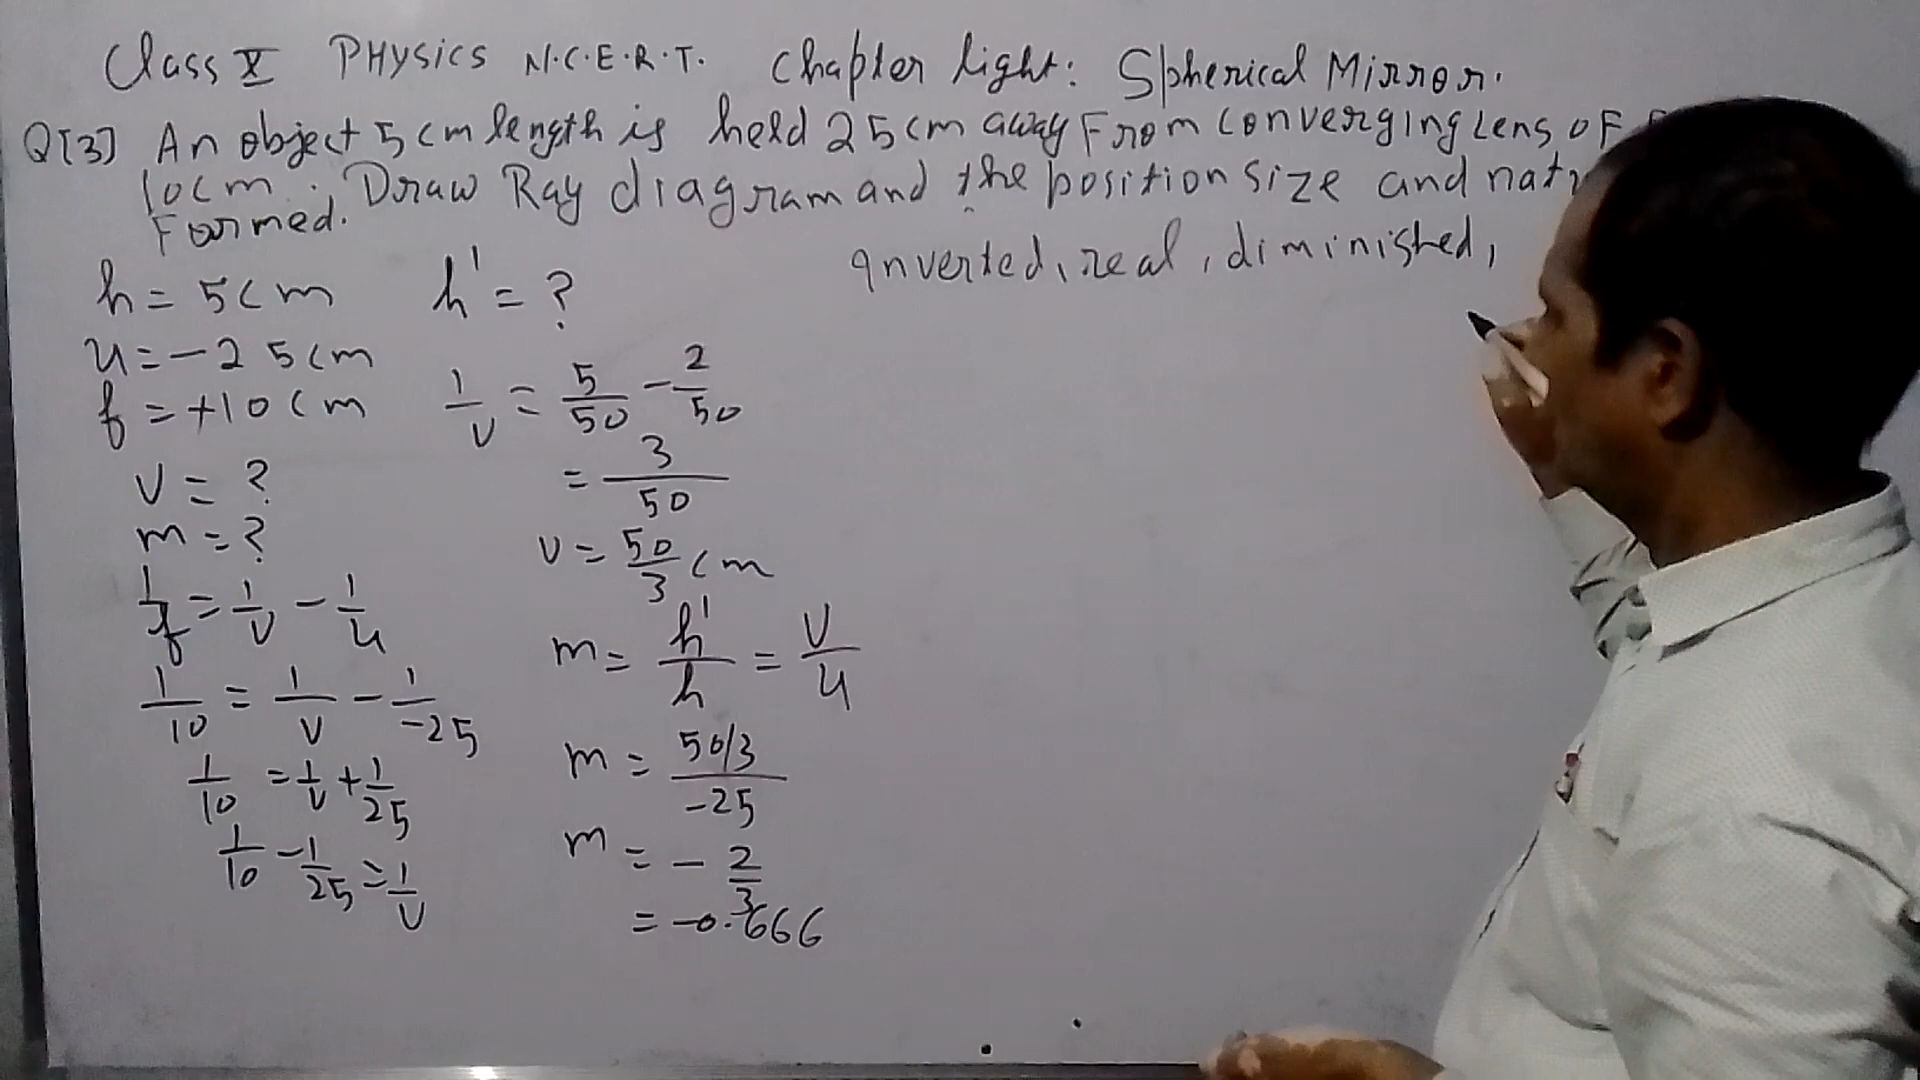 Class X PHysics N.C.E.R.T. Chapter light: Spherical Mirror.
Q[3] An object 5cm length is held 25cm away From converging Lens of
10cm. Draw Ray diagram and the position size and
Formed.
Inverted, real, diminished,
h = 5cm
u = -25cm
f = +10cm
v = ?
m = ?
1/f = 1/v - 1/u
1/10 = 1/v - 1/-25
1/10 = 1/v + 1/25
1/10 - 1/25 = 1/v
h' = ?
1/v = 5/50 - 2/50
= 3/50
v = 50/3 cm
m = h'/h = v/u
m = 50/3/-25
m = - 2/3
= -0.666